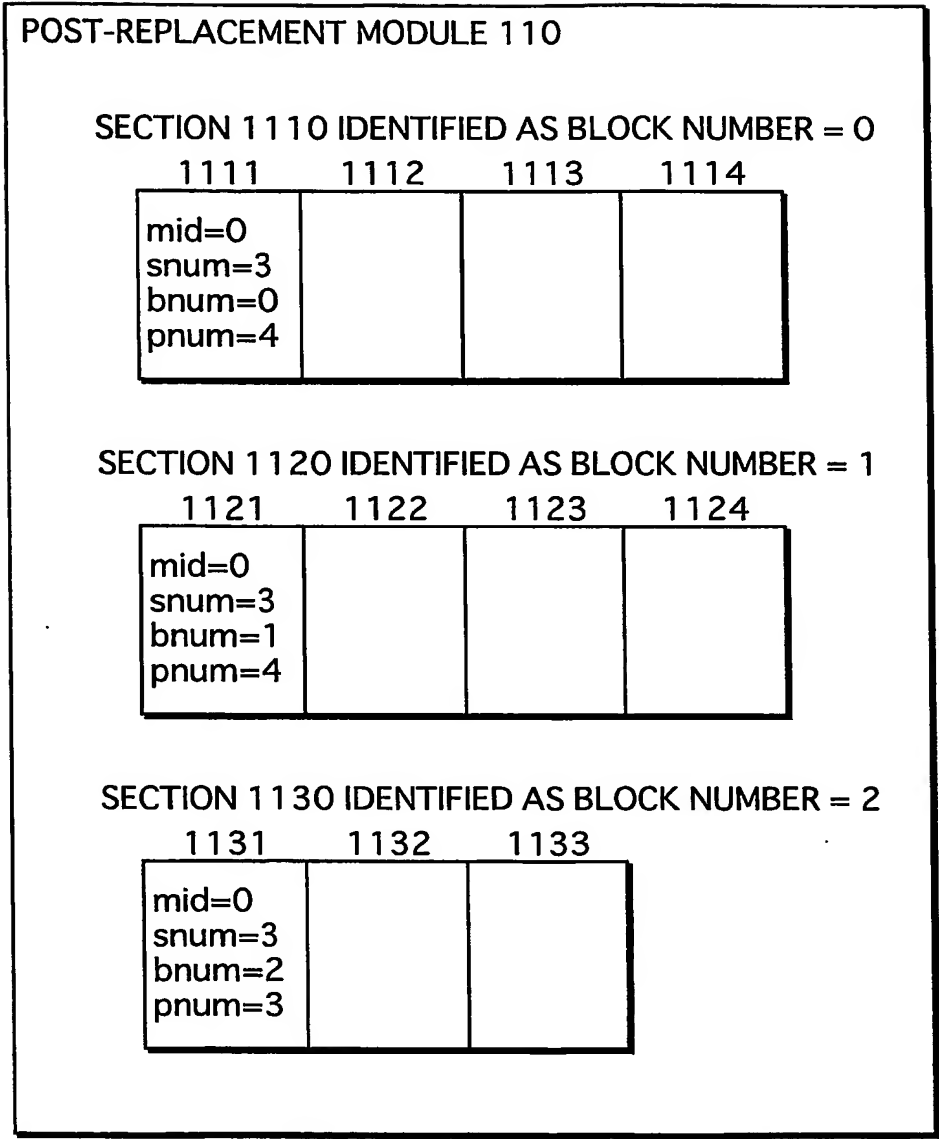 POST-REPLACEMENT MODULE 110
SECTION 1110 IDENTIFIED AS BLOCK NUMBER = 0
1111 1112 1113 1114
mid=0
snum=3
bnum=0
pnum=4
SECTION 1120 IDENTIFIED AS BLOCK NUMBER = 1
1121 1122 1123 1124
mid=0
snum=3
bnum=1
pnum=4
SECTION 1130 IDENTIFIED AS BLOCK NUMBER = 2
1131 1132 1133
mid=0
snum=3
bnum=2
pnum=3